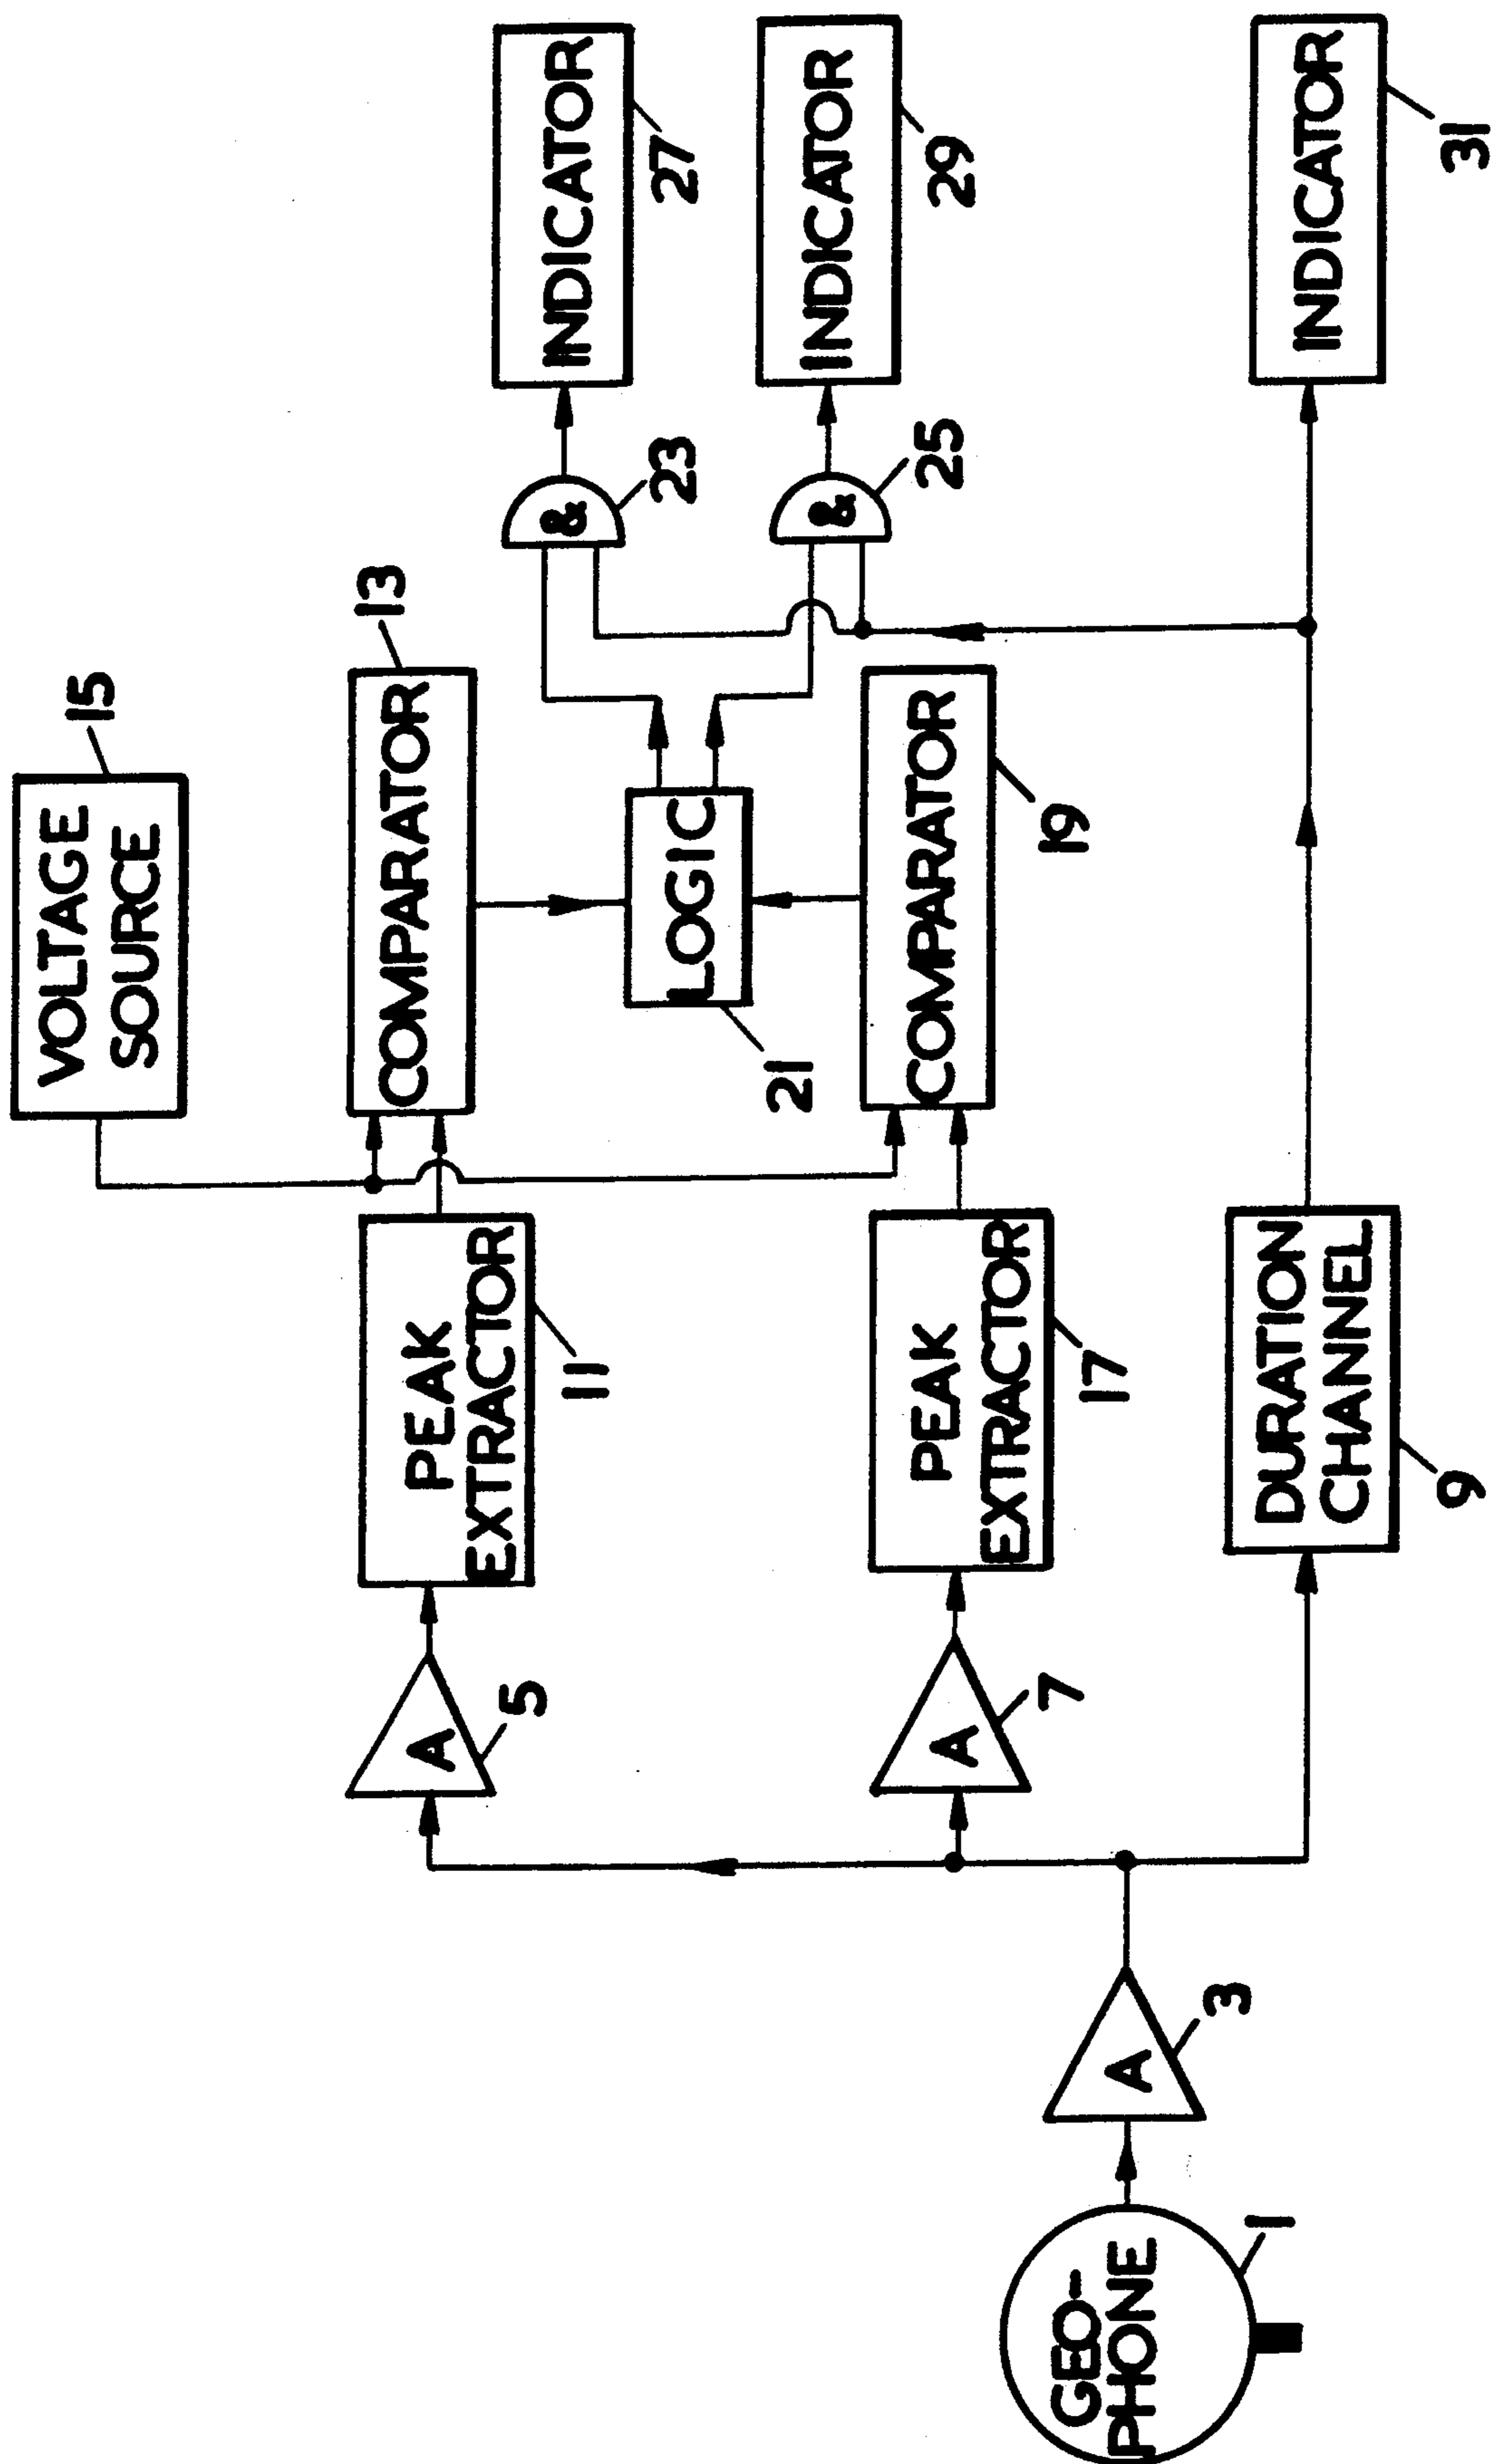 VOLTAGE
SOURCE
15
13
COMPARATOR
PEAK
EXTRACTOR
11
A
5
LOGIC
21
&
23
INDICATOR
27
&
25
INDICATOR
29
A
7
PEAK
EXTRACTOR
17
COMPARATOR
19
GEO-
PHONE
1
A
3
DURATION
CHANNEL
9
INDICATOR
31